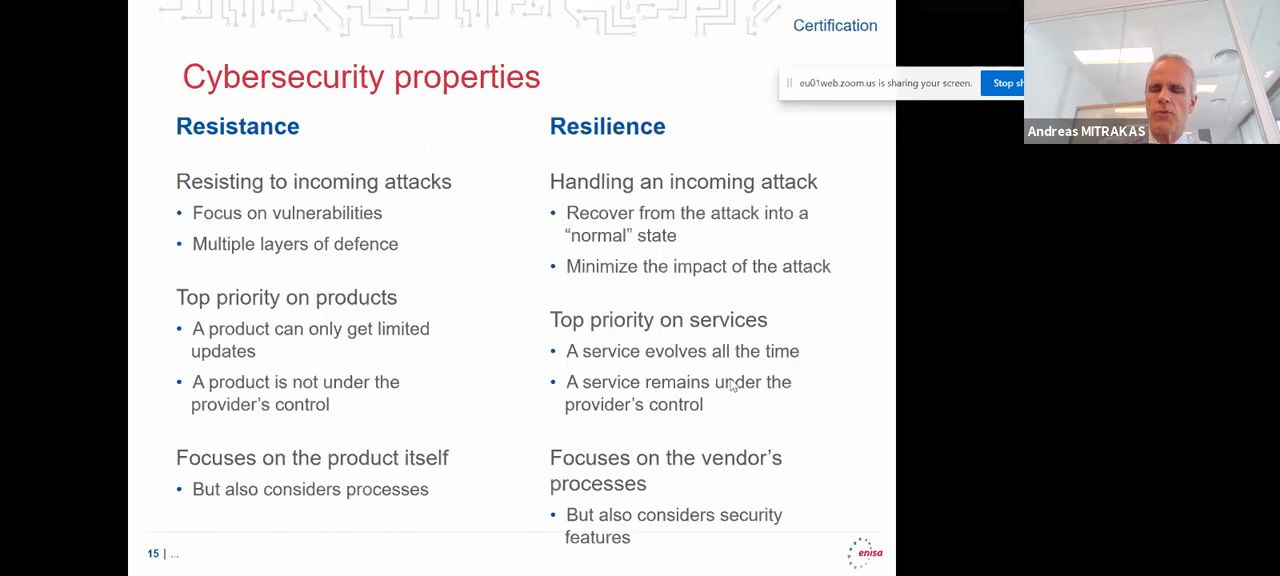 Certification
Cybersecurity properties
eu01web.zoom.us is sharing your screen.
Stop sh
Andreas MITRAKAS
Resistance
Resisting to incoming attacks
• Focus on vulnerabilities
• Multiple layers of defence
Top priority on products
• A product can only get limited
updates
• A product is not under the
provider's control
Focuses on the product itself
• But also considers processes
Resilience
Handling an incoming attack
• Recover from the attack into a
“normal” state
• Minimize the impact of the attack
Top priority on services
• A service evolves all the time
• A service remains under the
provider's control
Focuses on the vendor's
processes
• But also considers security
features
15 | ...
enisa